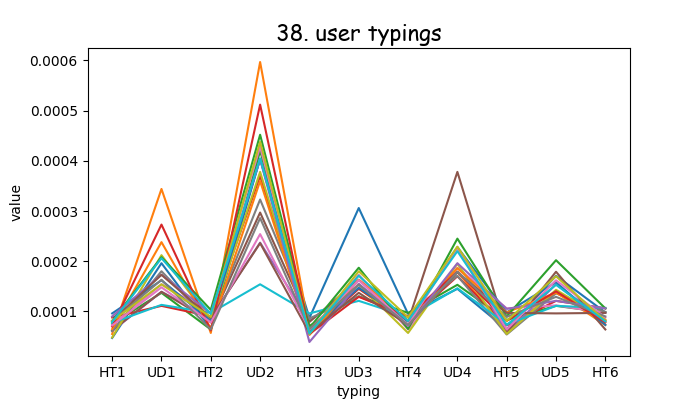 38. user typings
0.0006
0.0005
0.0004
0.0003
0.0002
0.0001
value
HT1 UD1 HT2 UD2 HT3 UD3 HT4 UD4 HT5 UD5 HT6
typing